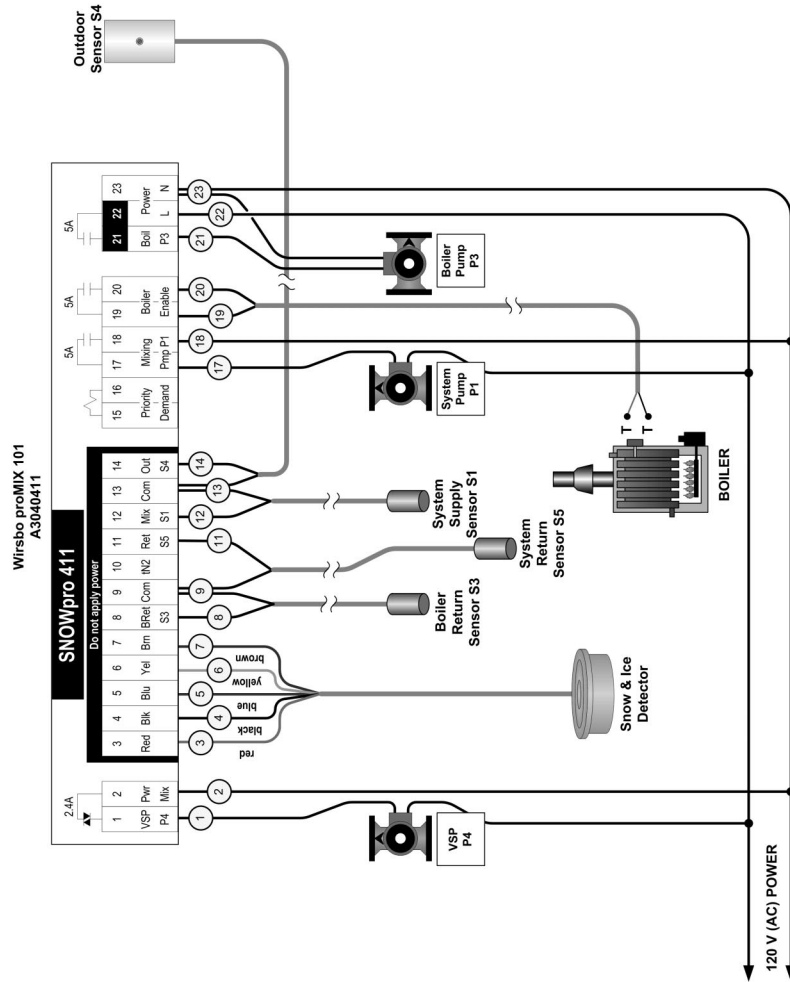 Wirsbo proMIX 101
A3040411
SNOWpro 411
Do not apply power
2.4A
5A
5A
5A
1 2
VSP Pwr
P4 Mix
3 4 5 6 7 8 9 10 11 12 13 14
Red Blk Blu Yel Brn BRet Com tN2 Ret Mix Com Out
S3 S5 S1 S4
15 16
Priority
Demand
17 18 19 20
Mixing Boiler
Pmp P1 Enable
21 22 23
Boil Power
P3 L N
1 2 3 4 5 6 7 8 9 11 12 13 14 17 18 19 20 21 22 23
red
black
blue
yellow
brown
Outdoor
Sensor S4
VSP
P4
Snow & Ice
Detector
Boiler
Return
Sensor S3
System
Return
Sensor S5
System
Supply
Sensor S1
System
Pump
P1
Boiler
Pump
P3
T T
BOILER
120 V (AC) POWER